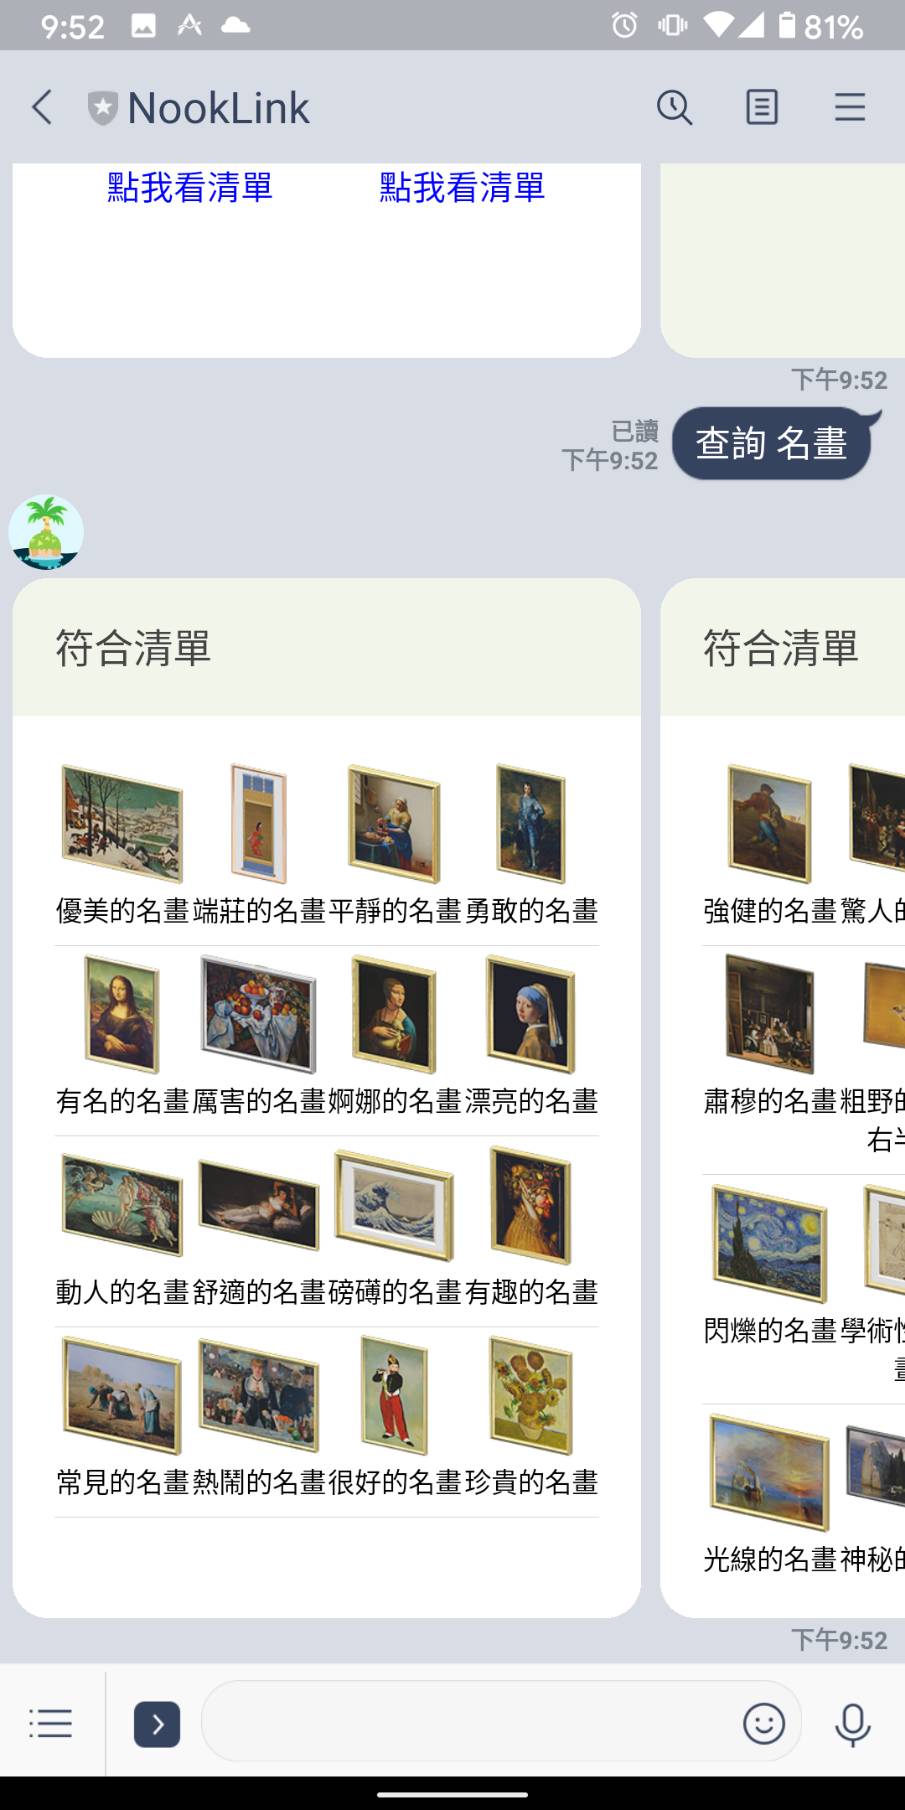 9:52
81%
NookLink
點我看清單 點我看清單
下午9:52
已讀
下午9:52
查詢 名畫
符合清單
優美的名畫 端莊的名畫 平靜的名畫 勇敢的名畫
有名的名畫 厲害的名畫 婀娜的名畫 漂亮的名畫
動人的名畫 舒適的名畫 磅礡的名畫 有趣的名畫
常見的名畫 熱鬧的名畫 很好的名畫 珍貴的名畫
符合清單
強健的名畫 驚人的
肅穆的名畫 粗野的
右半
閃爍的名畫 學術性
畫
光線的名畫 神秘的
下午9:52